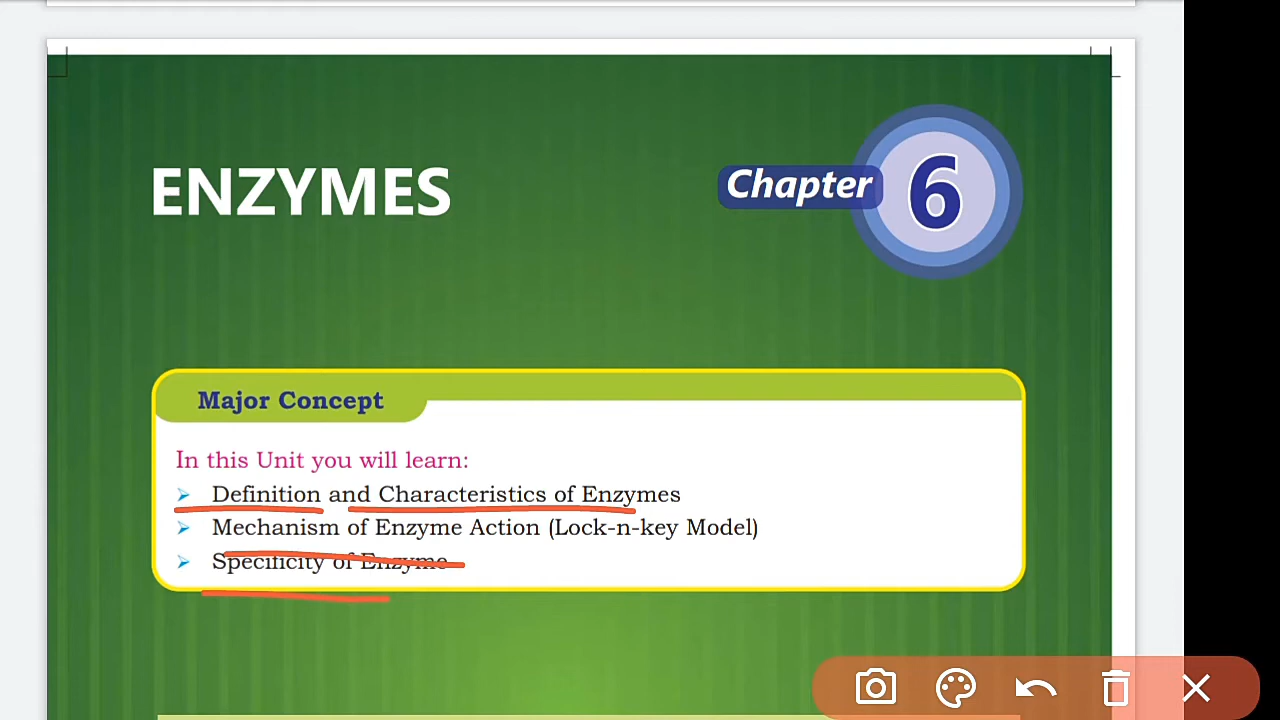 ENZYMES
Chapter 6
Major Concept
In this Unit you will learn:
➢ Definition and Characteristics of Enzymes
➢ Mechanism of Enzyme Action (Lock-n-key Model)
➢ Specificity of Enzyme